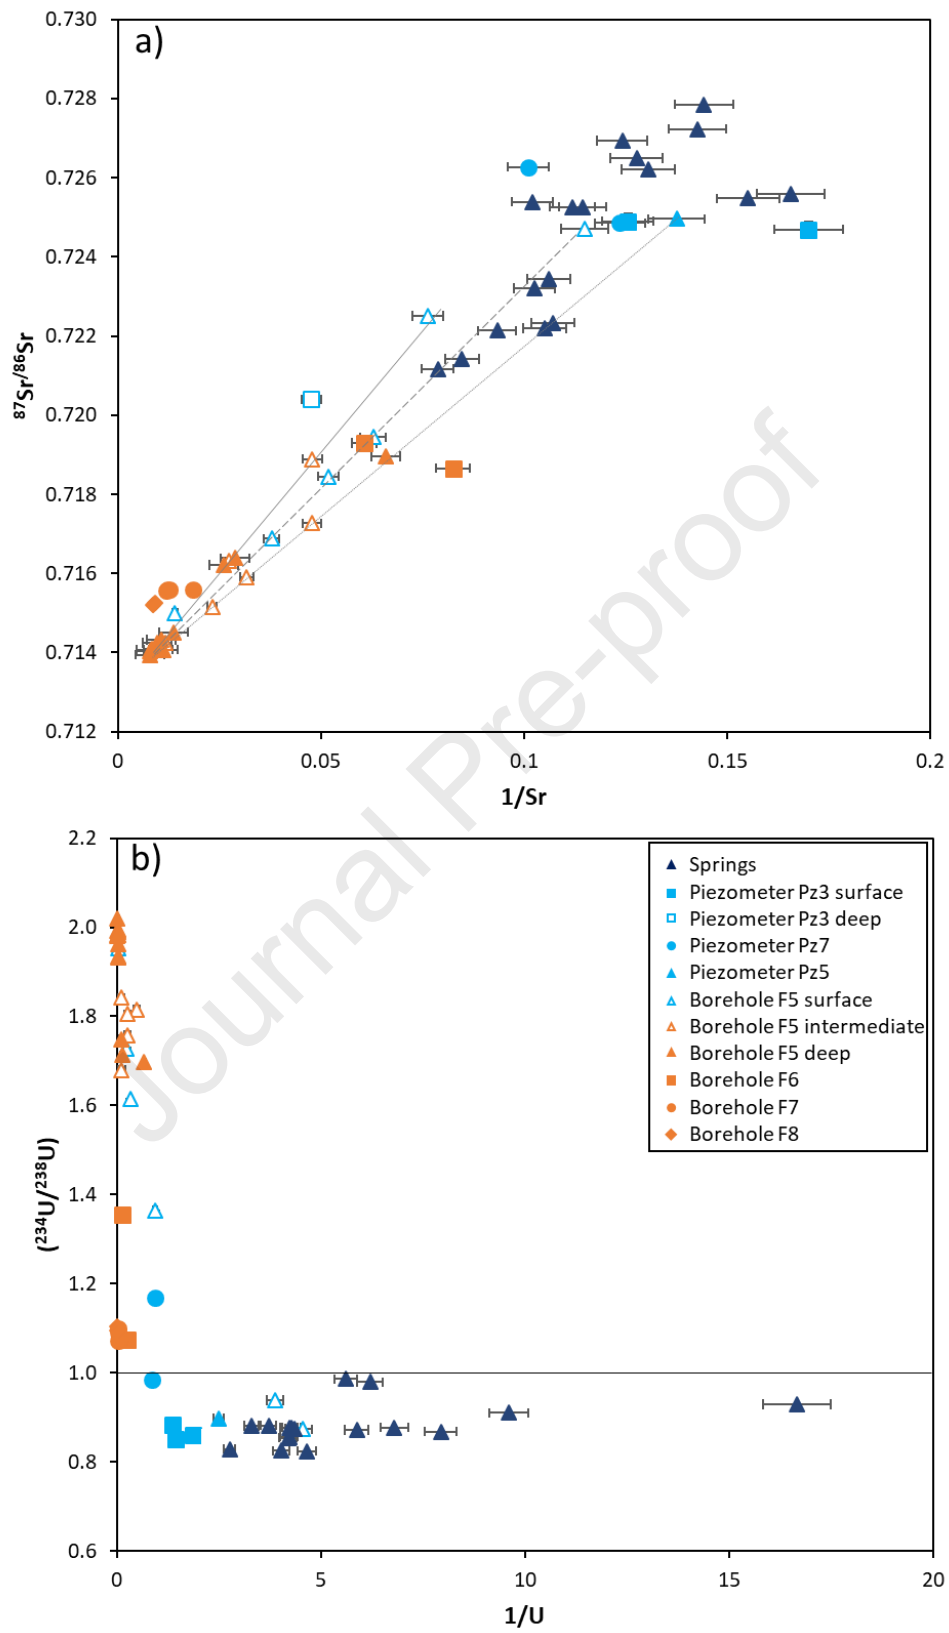 a)
0.730
0.728
0.726
0.724
0.722
0.720
0.718
0.716
0.714
0.712
⁸⁷Sr/⁸⁶Sr
0
0.05
0.1
0.15
0.2
1/Sr
Journal Pre-proof
b)
2.2
2.0
1.8
1.6
1.4
1.2
1.0
0.8
0.6
(²³⁴U/²³⁸U)
Springs
Piezometer Pz3 surface
Piezometer Pz3 deep
Piezometer Pz7
Piezometer Pz5
Borehole F5 surface
Borehole F5 intermediate
Borehole F5 deep
Borehole F6
Borehole F7
Borehole F8
0
5
10
15
20
1/U